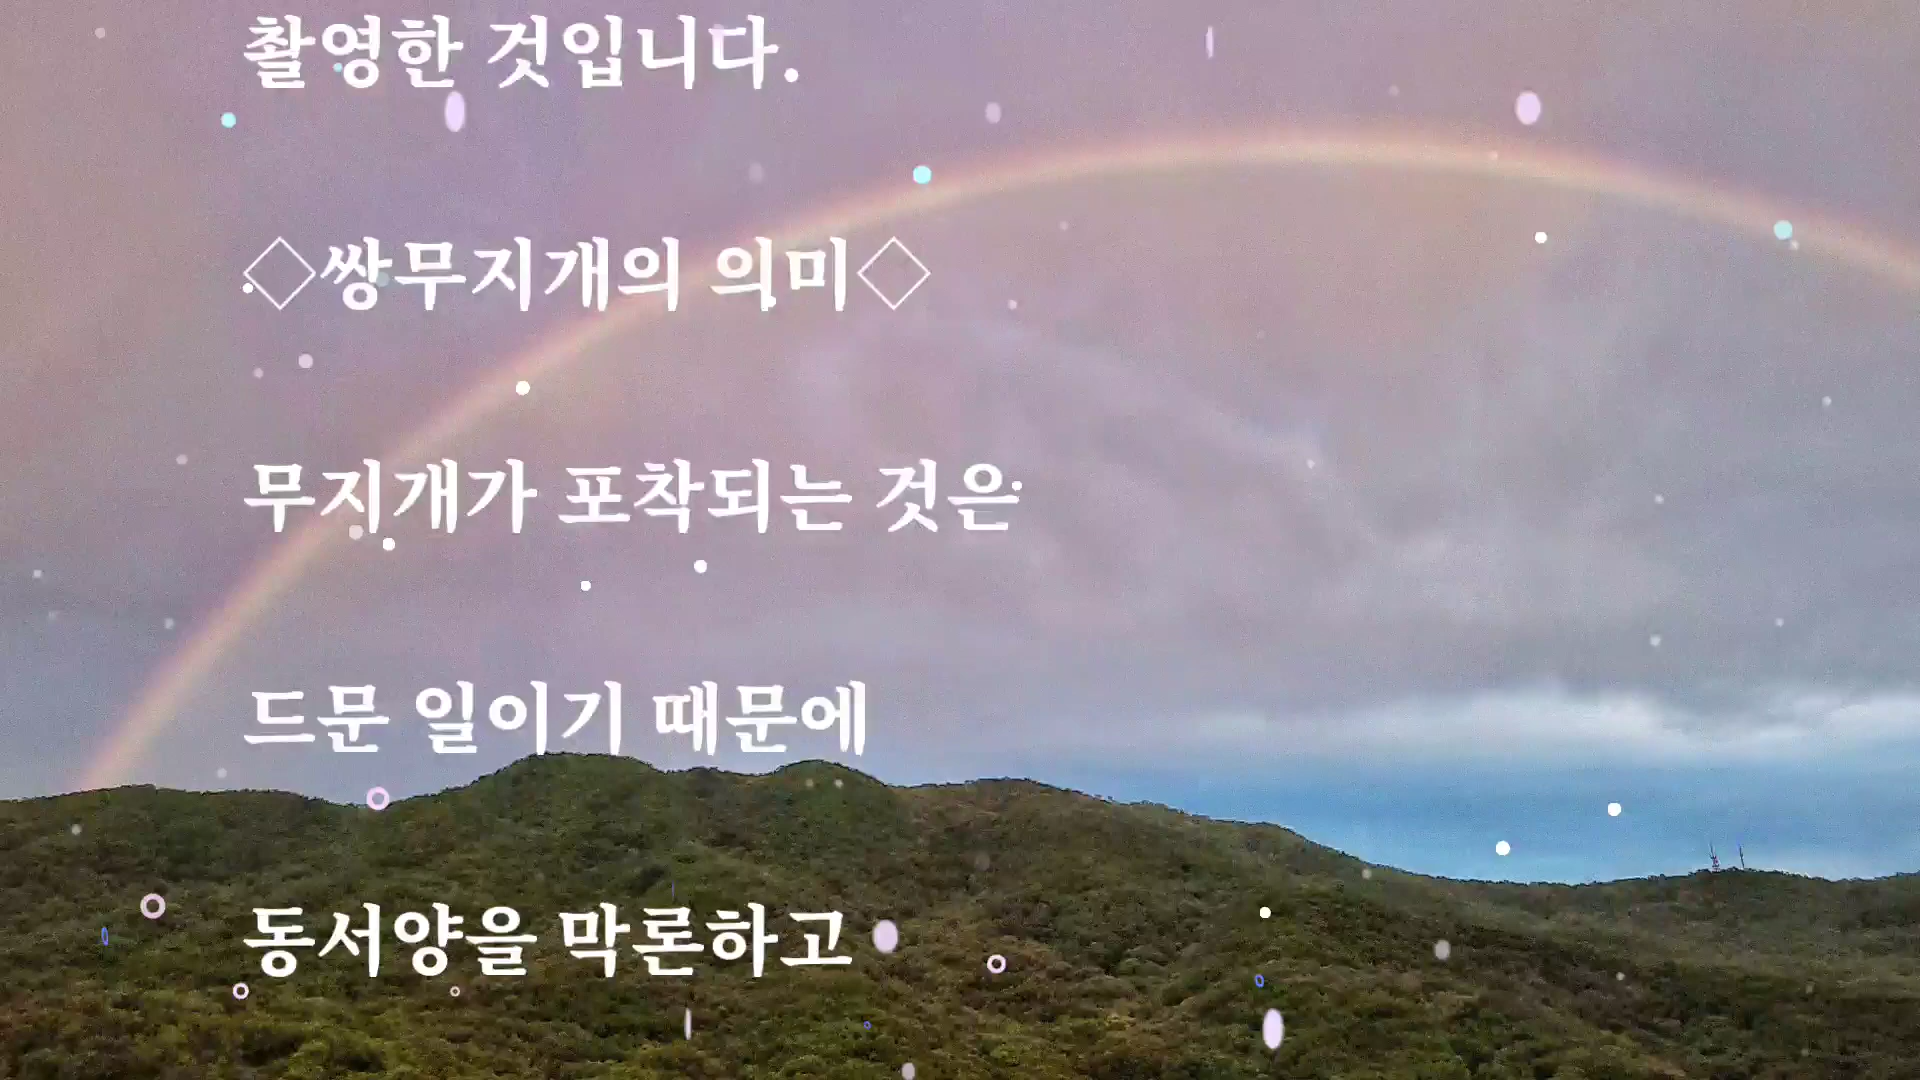 촬영한 것입니다.
◇쌍무지개의 의미◇
무지개가 포착되는 것은
드문 일이기 때문에
동서양을 막론하고